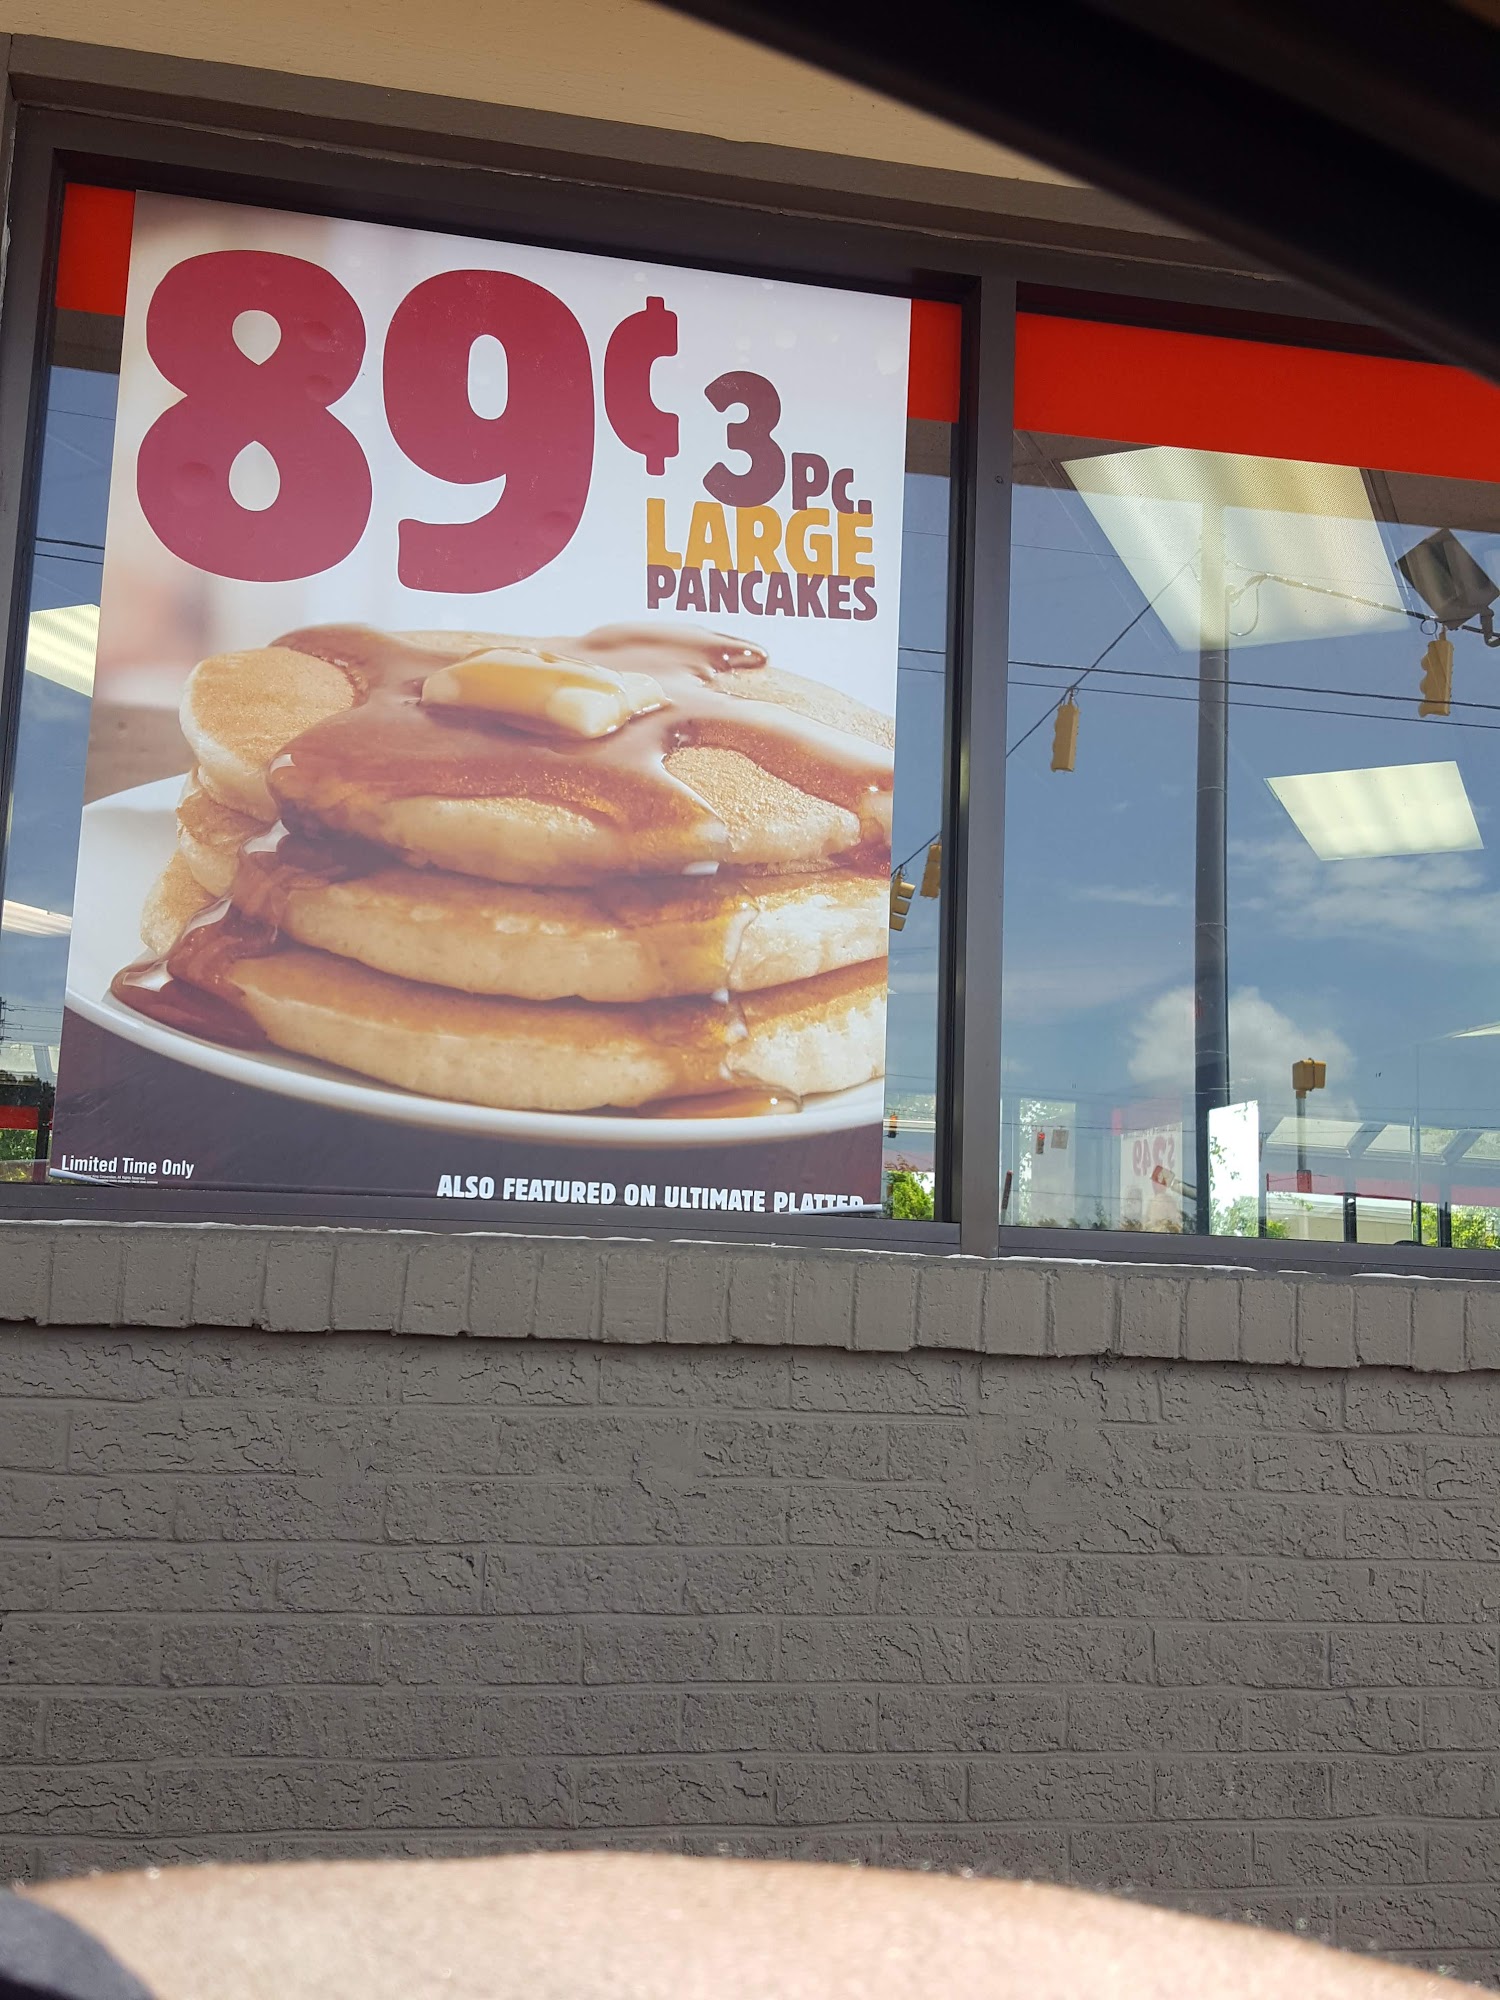 89¢
3 PC.
LARGE
PANCAKES
Limited Time Only
ALSO FEATURED ON ULTIMATE PLATTER